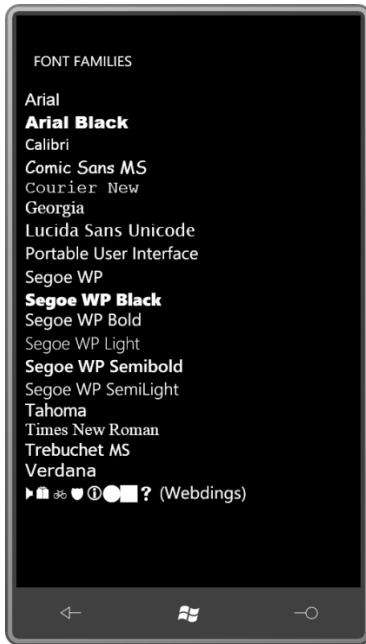 FONT FAMILIES
Arial
Arial Black
Calibri
Comic Sans MS
Courier New
Georgia
Lucida Sans Unicode
Portable User Interface
Segoe WP
Segoe WP Black
Segoe WP Bold
Segoe WP Light
Segoe WP Semibold
Segoe WP SemiLight
Tahoma
Times New Roman
Trebuchet MS
Verdana
? (Webdings)